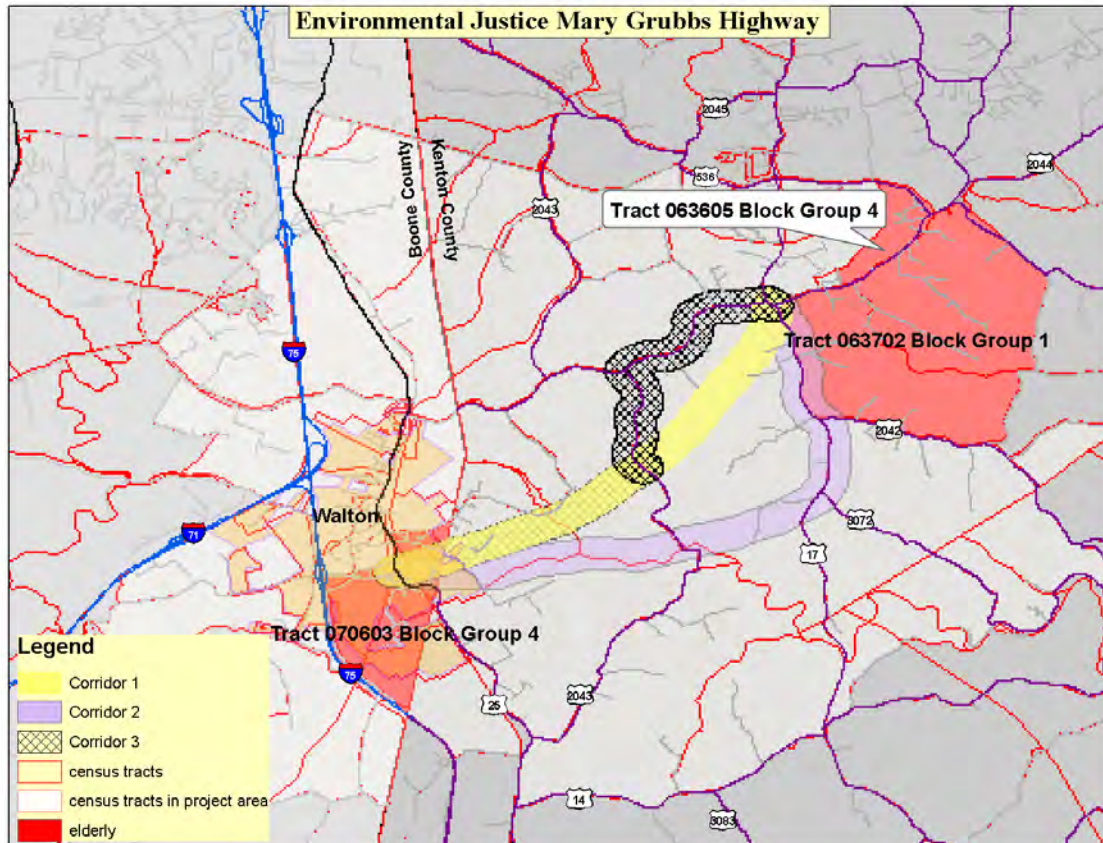 Environmental Justice Mary Grubbs Highway
2045
2044
536
Boone County
Kenton County
2043
Tract 063605 Block Group 4
75
Tract 063702 Block Group 1
2042
Walton
71
3072
17
Tract 070603 Block Group 4
75
25
2043
14
3083
Legend
Corridor 1
Corridor 2
Corridor 3
census tracts
census tracts in project area
elderly